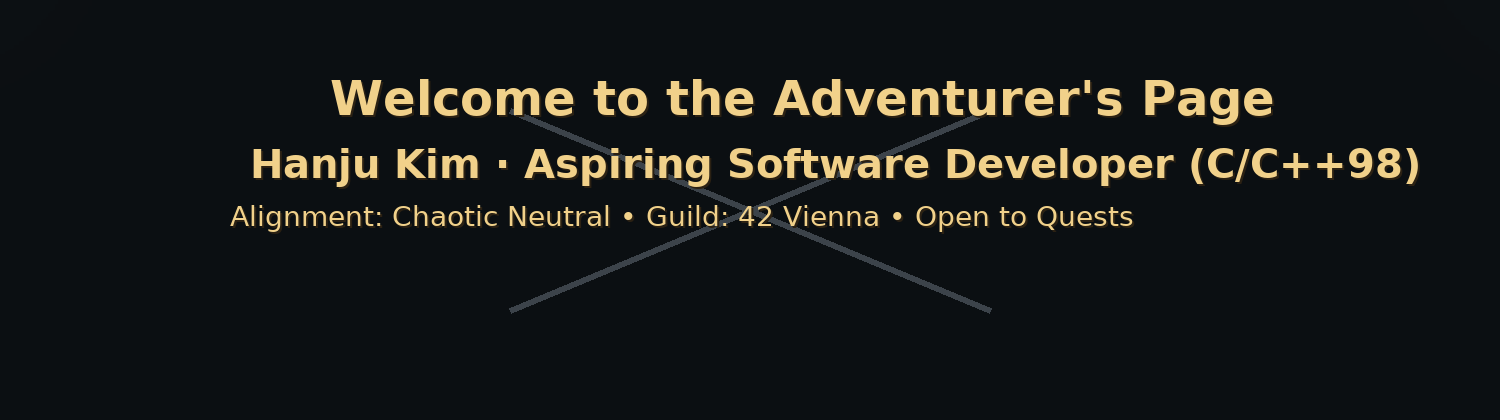 Welcome to the Adventurer's Page
Hanju Kim · Aspiring Software Developer (C/C++98)
Alignment: Chaotic Neutral • Guild: 42 Vienna • Open to Quests